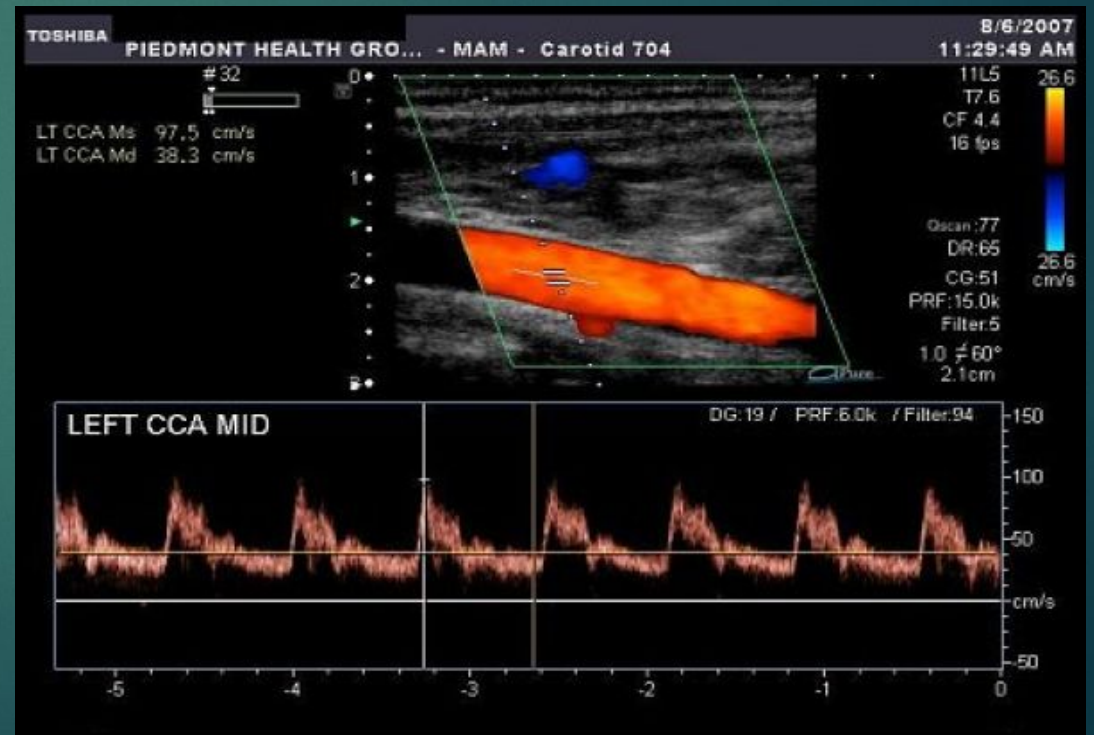 TOSHIBA
8/6/2007
PIEDMONT HEALTH GRO... - MAM - Carotid 704
11:29:49 AM
#32
LT CCA Ms 97.5 cm/s
LT CCA Md 38.3 cm/s
0
1
2
3
11L5
T7.6
CF 4.4
16 fps
Qscan:77
DR:65
CG:51
PRF:15.0k
Filter:5
1.0 ≠60°
2.1cm
26.6
26.6
cm/s
LEFT CCA MID
DG:19 / PRF:6.0k / Filter:94
150
100
50
cm/s
-50
-5
-4
-3
-2
-1
0